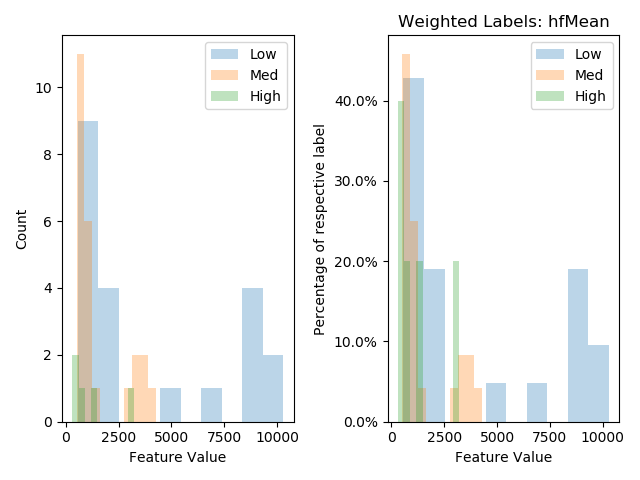 Weighted Labels: hfMean
Low
Med
High
10
8
6
4
2
0
Count
0
2500
5000
7500
10000
Feature Value
Low
Med
High
40.0%
30.0%
20.0%
10.0%
0.0%
Percentage of respective label
0
2500
5000
7500
10000
Feature Value